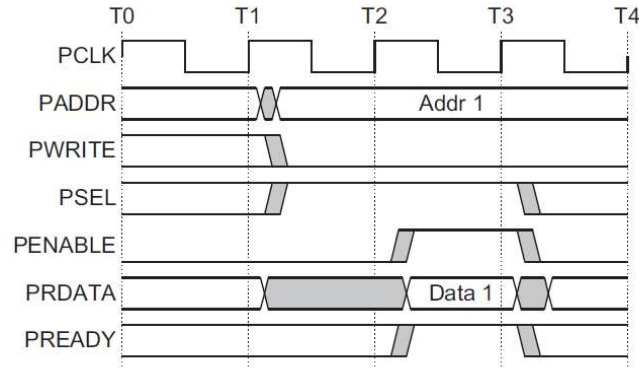 T0 T1 T2 T3 T4
PCLK
PADDR Addr 1
PWRITE
PSEL
PENABLE
PRDATA Data 1
PREADY